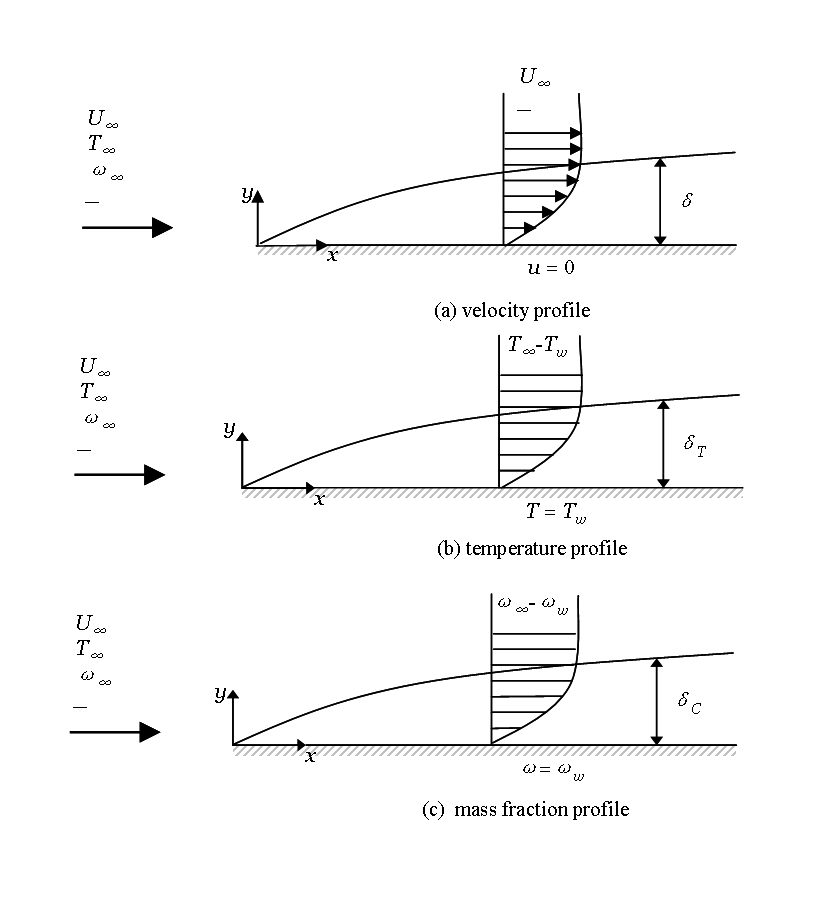 U∞
U∞
T∞
ω∞
y
δ
x
u = 0
(a) velocity profile
T∞-Tw
U∞
T∞
ω∞
y
δT
x
T = Tw
(b) temperature profile
ω∞- ωw
U∞
T∞
ω∞
y
δC
x
ω = ωw
(c) mass fraction profile